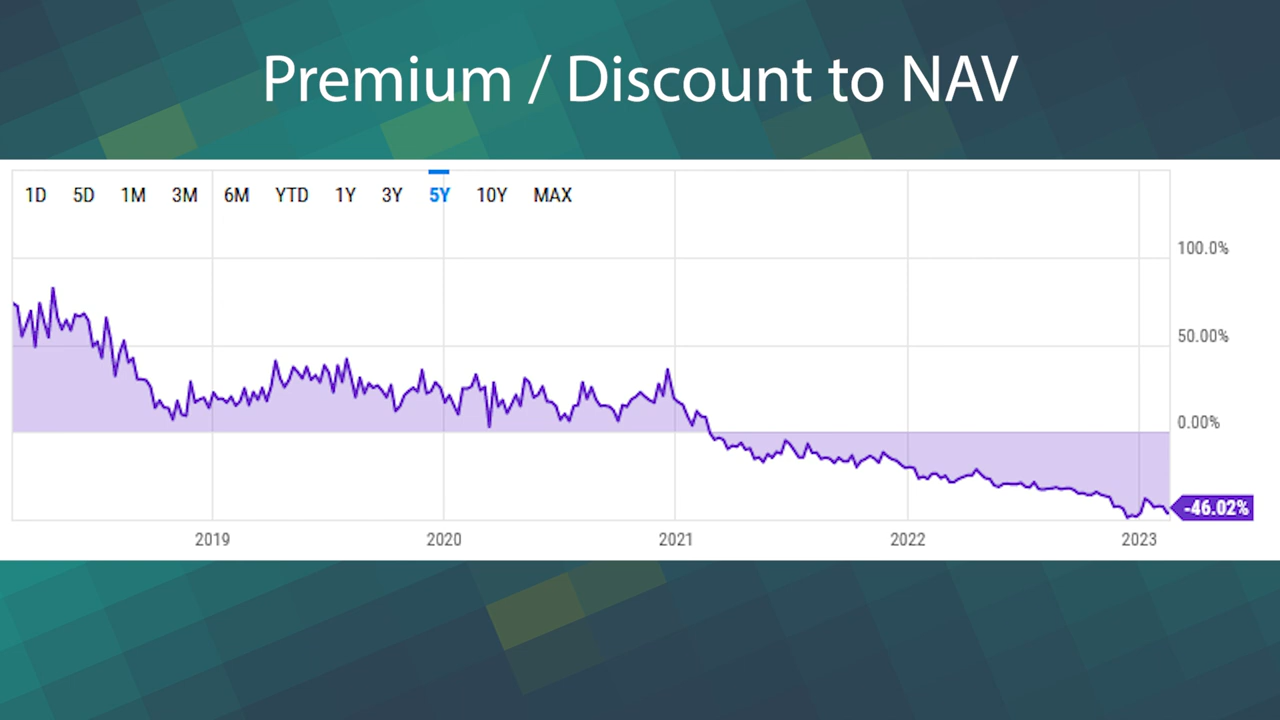 Premium / Discount to NAV
1D 5D 1M 3M 6M YTD 1Y 3Y 5Y 10Y MAX
100.0%
50.00%
0.00%
-46.02%
2019 2020 2021 2022 2023